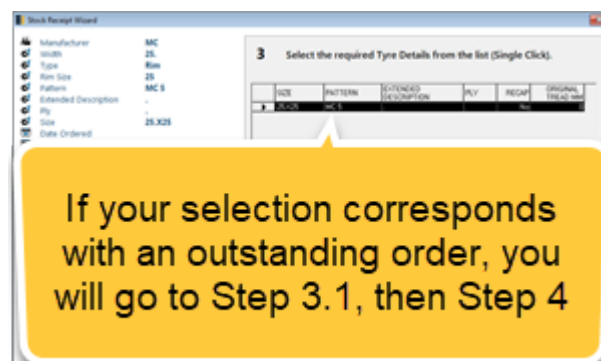 Stock Receipt Wizard
Manufacturer MC
Width 25.
Type Rim
Rim Size 25
Pattern MC 5
Extended Description .
Ply .
Size 25.X25
Date Ordered
3 Select the required Tyre Details from the list (Single Click).
SIZE PATTERN EXTENDED DESCRIPTION PLY RECAP ORIGINAL TREAD MM
25.X25 MC 5 No
If your selection corresponds
with an outstanding order, you
will go to Step 3.1, then Step 4